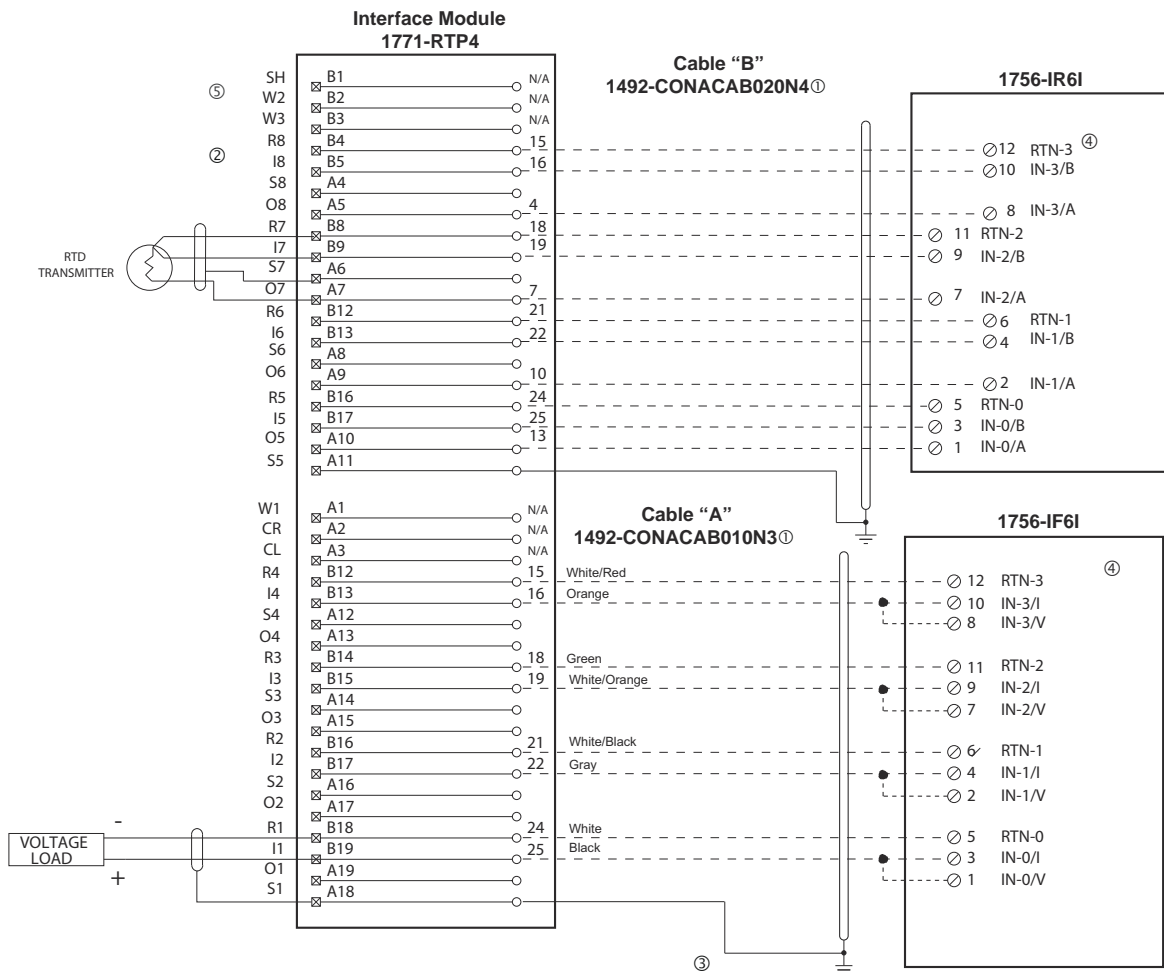 Interface Module
1771-RTP4
Cable “B”
1492-CONACAB020N4①
1756-IR6I
⑤
②
SH B1 N/A
W2 B2 N/A
W3 B3 N/A
R8 B4 15 12 RTN-3 ④
I8 B5 16 10 IN-3/B
S8 A4
O8 A5 4 8 IN-3/A
R7 B8 18 11 RTN-2
I7 B9 19 9 IN-2/B
RTD
TRANSMITTER
S7 A6
O7 A7 7 7 IN-2/A
R6 B12 21 6 RTN-1
I6 B13 22 4 IN-1/B
S6 A8
O6 A9 10 2 IN-1/A
R5 B16 24 5 RTN-0
I5 B17 25 3 IN-0/B
O5 A10 13 1 IN-0/A
S5 A11
Cable “A”
1492-CONACAB010N3①
1756-IF6I
④
W1 A1 N/A
CR A2 N/A
CL A3 N/A
R4 B12 15 White/Red 12 RTN-3
I4 B13 16 Orange 10 IN-3/I
S4 A12 8 IN-3/V
O4 A13
R3 B14 18 Green 11 RTN-2
I3 B15 19 White/Orange 9 IN-2/I
S3 A14 7 IN-2/V
O3 A15
R2 B16 21 White/Black 6 RTN-1
I2 B17 22 Gray 4 IN-1/I
S2 A16 2 IN-1/V
O2 A17
R1 B18 24 White 5 RTN-0
I1 B19 25 Black 3 IN-0/I
O1 A19 1 IN-0/V
S1 A18
-
VOLTAGE
LOAD
+
③